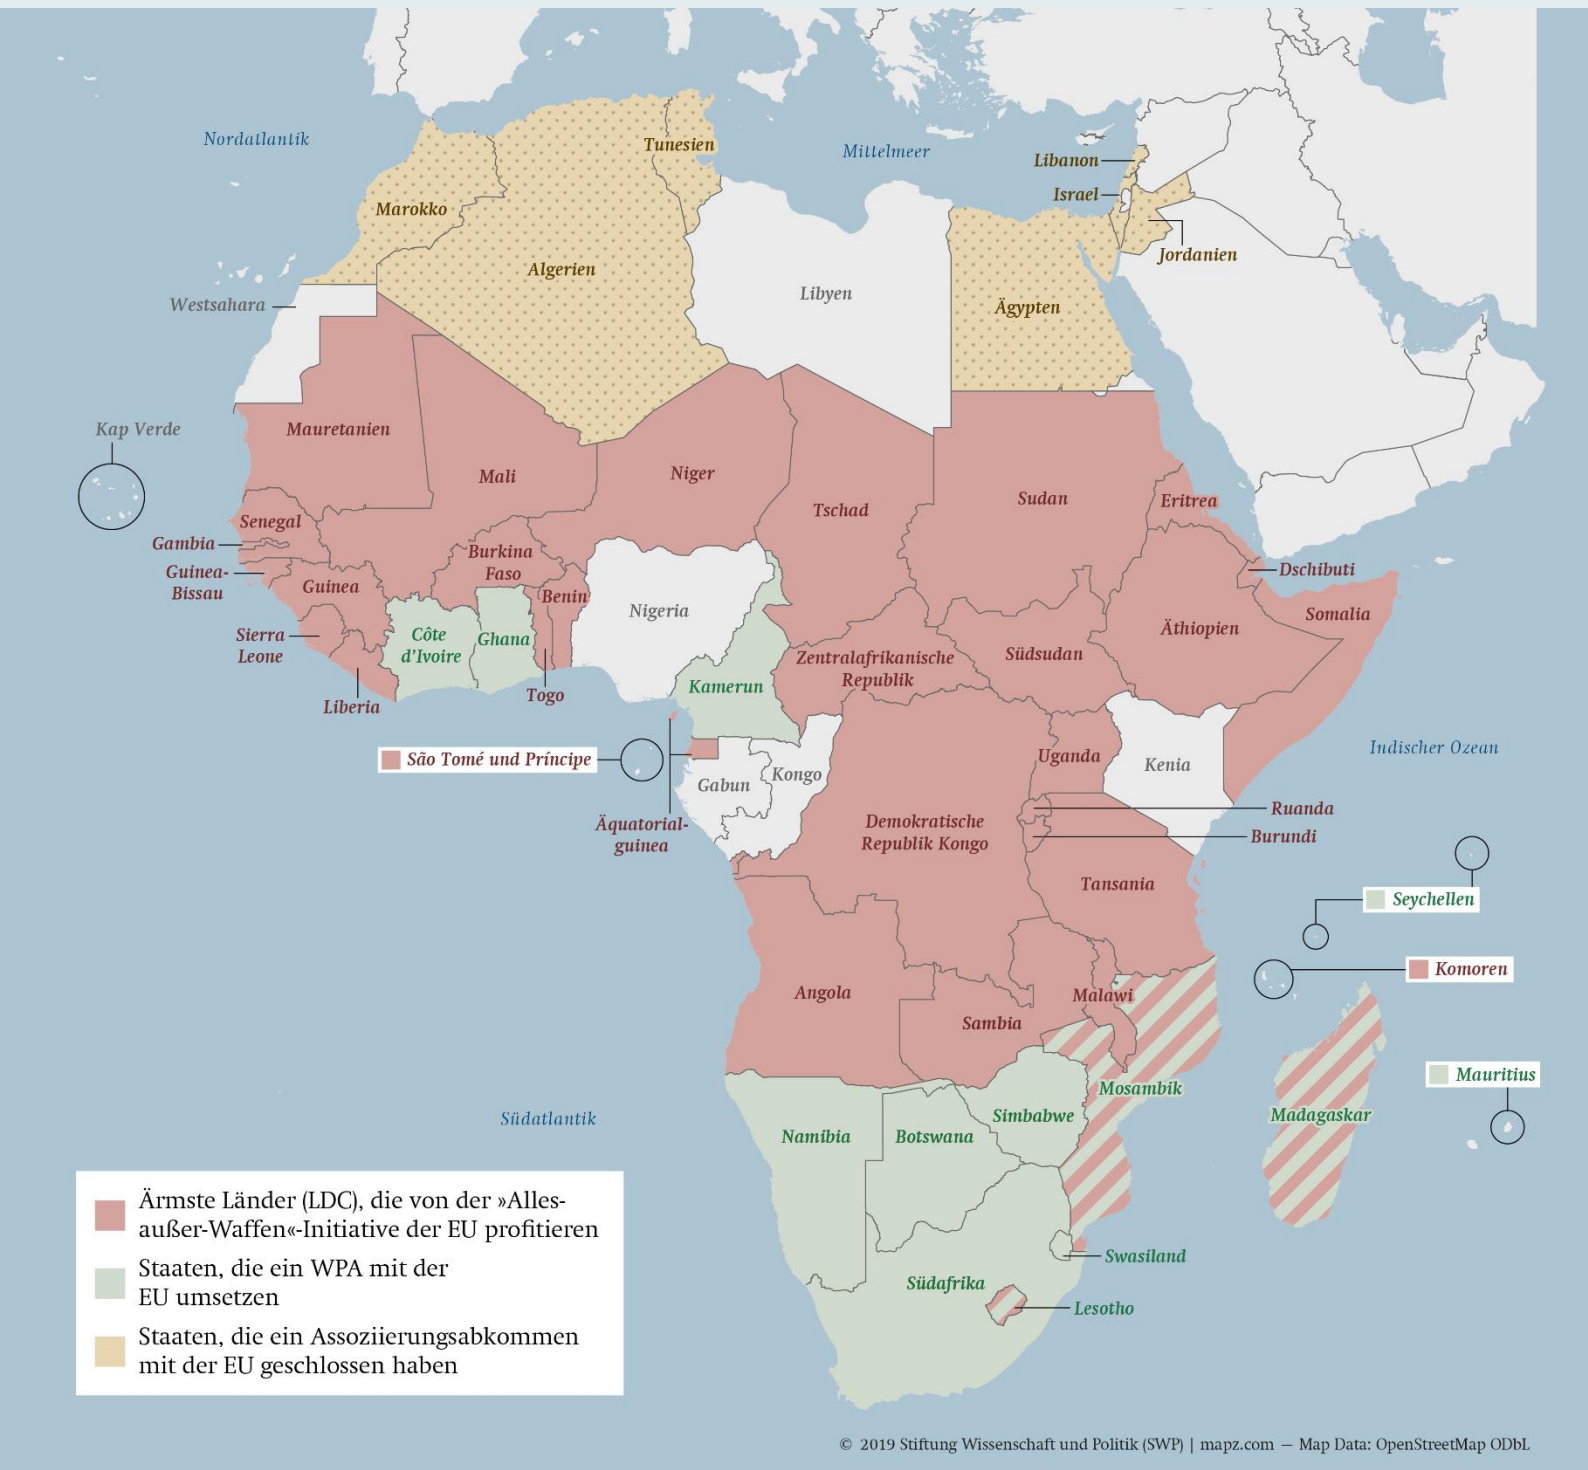 Nordatlantik
Mittelmeer
Tunesien
Libanon
Israel
Marokko
Jordanien
Algerien
Libyen
Westsahara
Ägypten
Kap Verde
Mauretanien
Mali
Niger
Tschad
Sudan
Eritrea
Senegal
Gambia
Guinea-
Bissau
Guinea
Burkina
Faso
Benin
Dschibuti
Nigeria
Somalia
Sierra
Leone
Côte
d’Ivoire
Ghana
Äthiopien
Zentralafrikanische
Republik
Südsudan
Kamerun
Liberia
Togo
São Tomé und Príncipe
Uganda
Kenia
Indischer Ozean
Gabun
Kongo
Ruanda
Äquatorial-
guinea
Demokratische
Republik Kongo
Burundi
Tansania
Seychellen
Komoren
Angola
Malawi
Sambia
Mosambik
Mauritius
Südatlantik
Namibia
Botswana
Simbabwe
Madagaskar
Swasiland
Südafrika
Lesotho
Ärmste Länder (LDC), die von der »Alles-
außer-Waffen«-Initiative der EU profitieren
Staaten, die ein WPA mit der
EU umsetzen
Staaten, die ein Assoziierungsabkommen
mit der EU geschlossen haben
© 2019 Stiftung Wissenschaft und Politik (SWP) | mapz.com — Map Data: OpenStreetMap ODbL